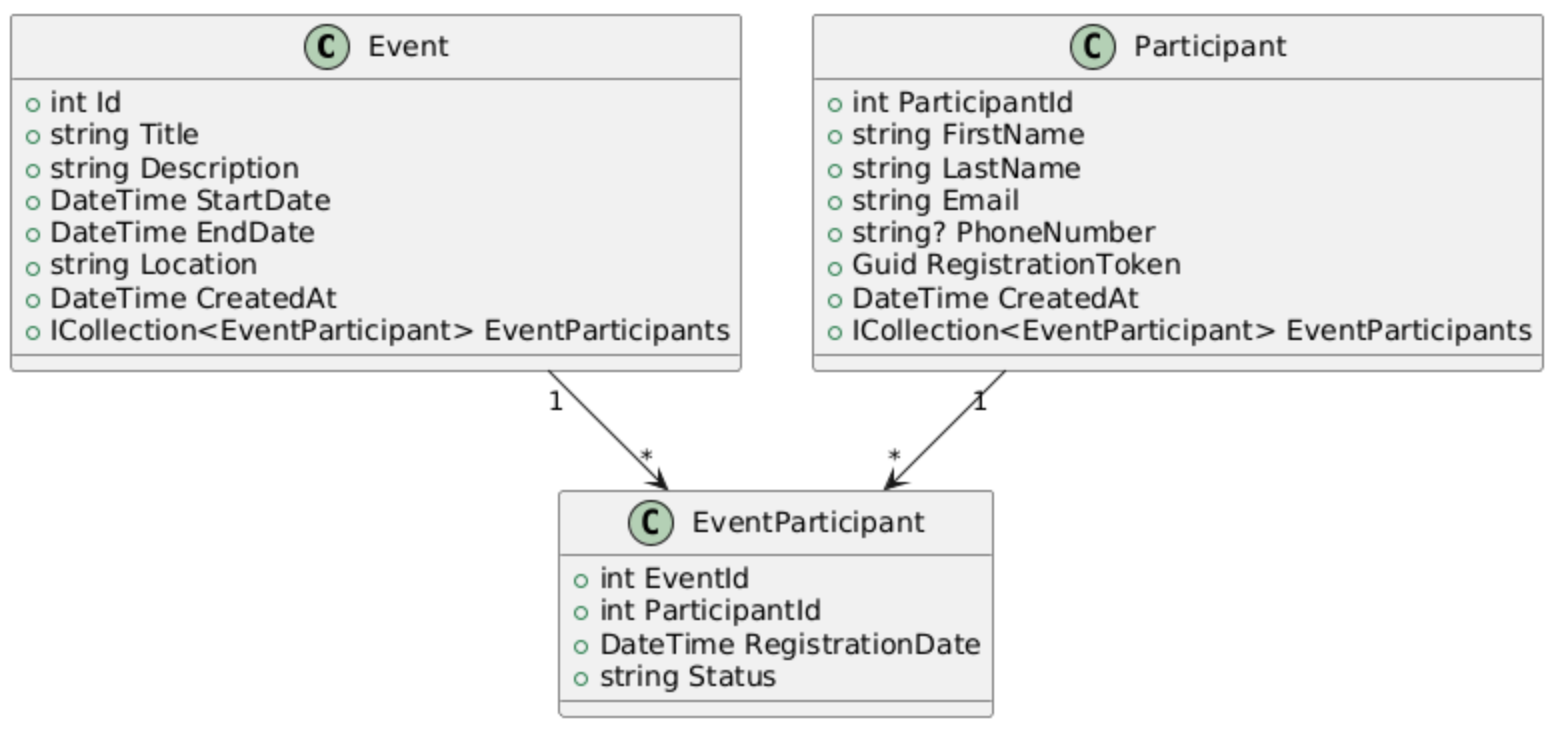 C Event
int Id
string Title
string Description
DateTime StartDate
DateTime EndDate
string Location
DateTime CreatedAt
ICollection<EventParticipant> EventParticipants
C Participant
int ParticipantId
string FirstName
string LastName
string Email
string? PhoneNumber
Guid RegistrationToken
DateTime CreatedAt
ICollection<EventParticipant> EventParticipants
1
*
1
*
C EventParticipant
int EventId
int ParticipantId
DateTime RegistrationDate
string Status